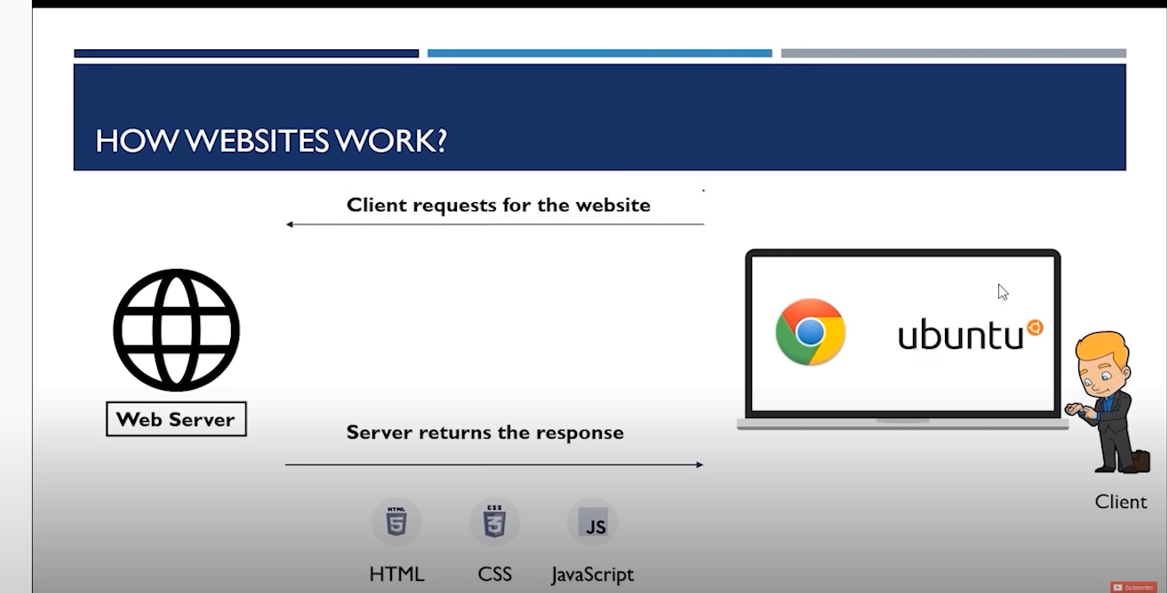 HOW WEBSITES WORK?
Client requests for the website
ubuntu
Web Server
Server returns the response
Client
HTML
5
CSS
3
JS
HTML
CSS
JavaScript
Subscribe